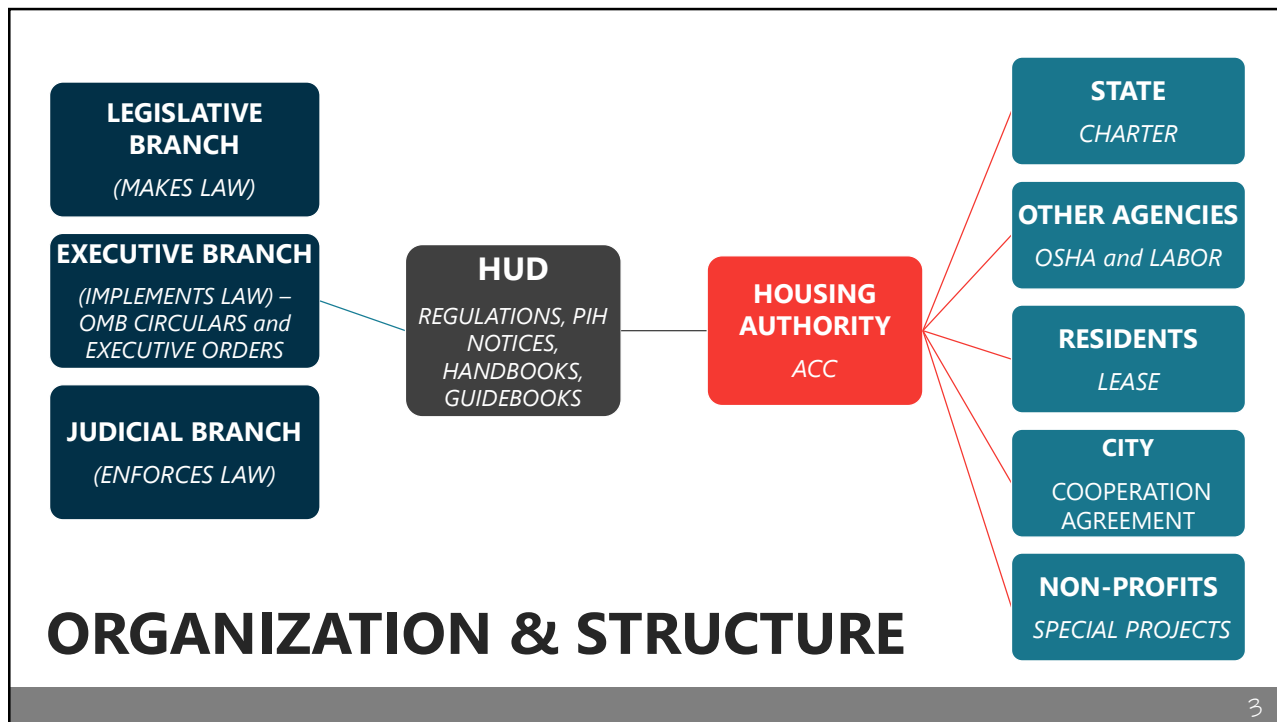 LEGISLATIVE
BRANCH
(MAKES LAW)
EXECUTIVE BRANCH
(IMPLEMENTS LAW) –
OMB CIRCULARS and
EXECUTIVE ORDERS
JUDICIAL BRANCH
(ENFORCES LAW)
HUD
REGULATIONS, PIH
NOTICES,
HANDBOOKS,
GUIDEBOOKS
HOUSING
AUTHORITY
ACC
STATE
CHARTER
OTHER AGENCIES
OSHA and LABOR
RESIDENTS
LEASE
CITY
COOPERATION
AGREEMENT
NON-PROFITS
SPECIAL PROJECTS
ORGANIZATION & STRUCTURE
3